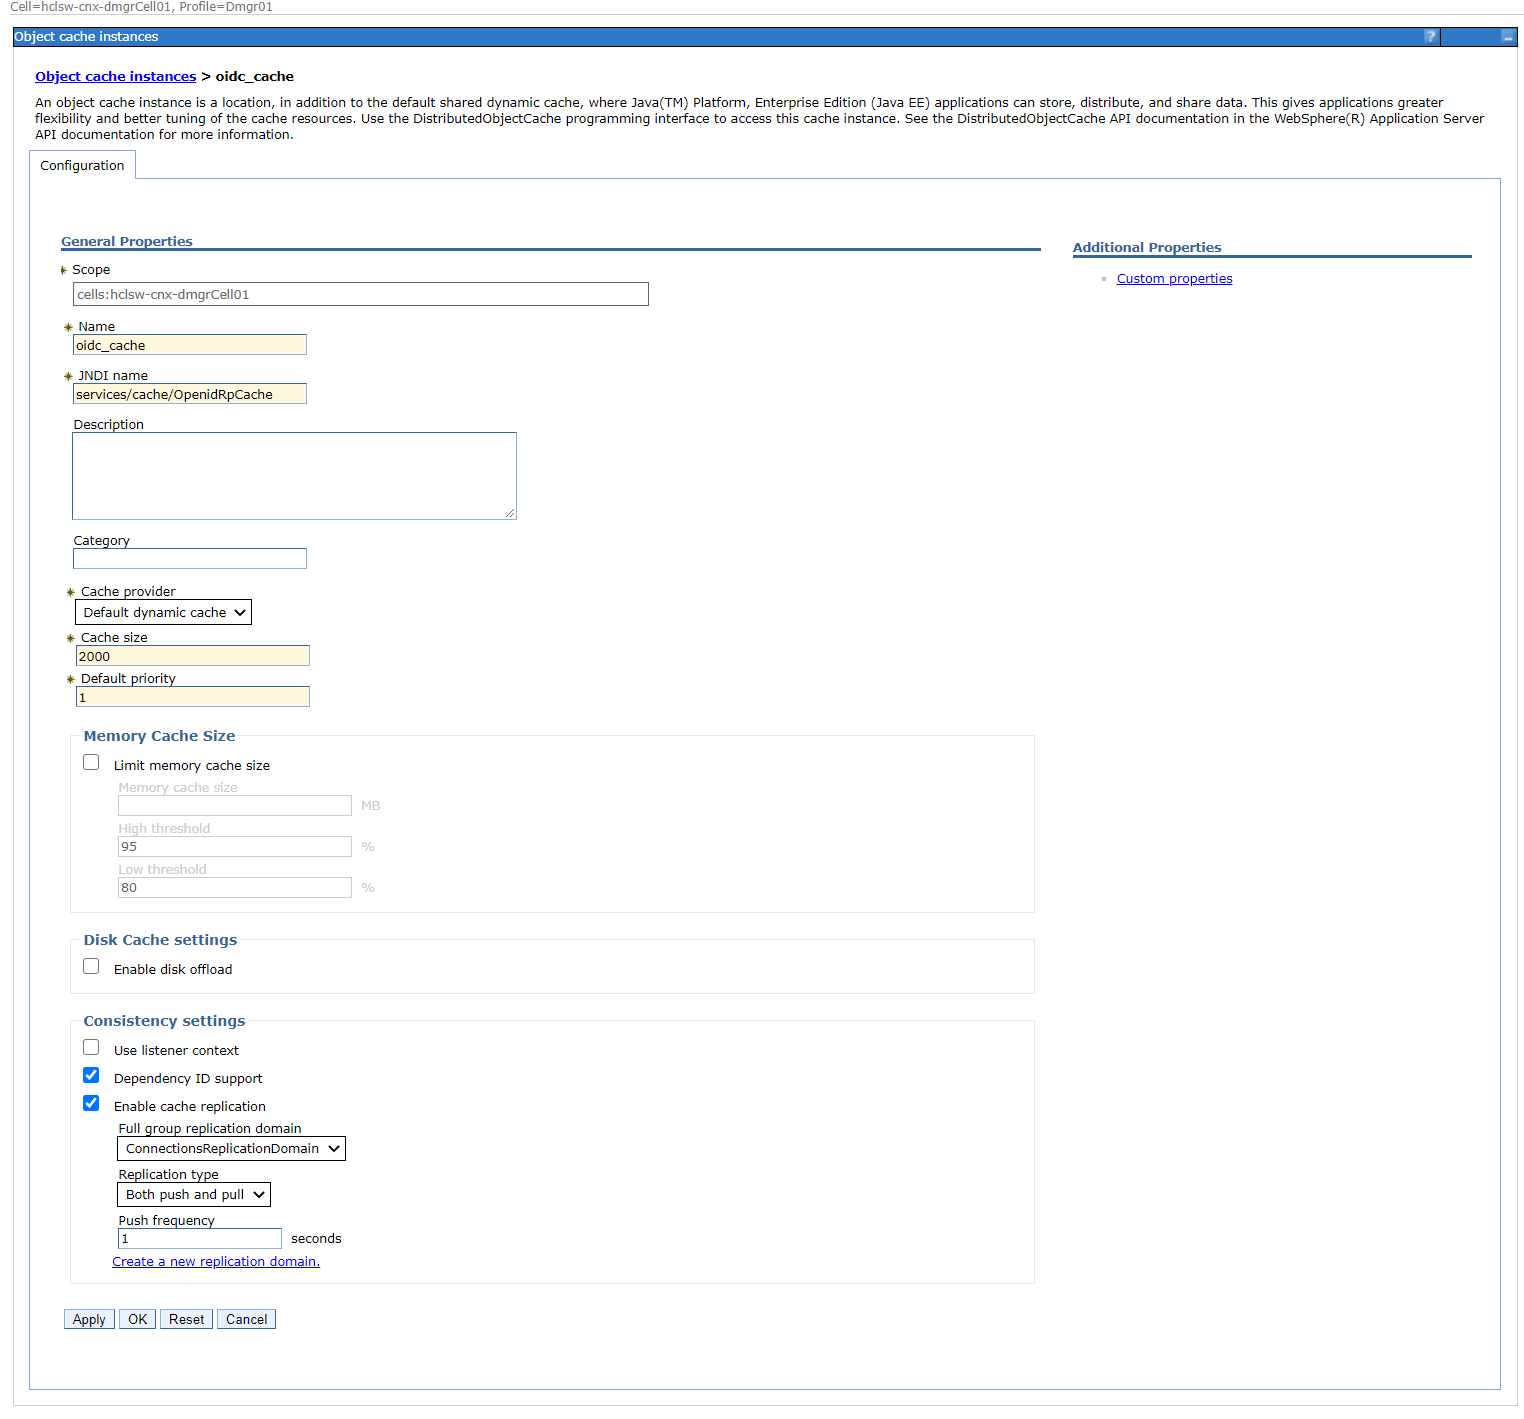 Cell=hclsw-cnx-dmgrCell01, Profile=Dmgr01
Object cache instances
?
Object cache instances > oidc_cache
An object cache instance is a location, in addition to the default shared dynamic cache, where Java(TM) Platform, Enterprise Edition (Java EE) applications can store, distribute, and share data. This gives applications greater
flexibility and better tuning of the cache resources. Use the DistributedObjectCache programming interface to access this cache instance. See the DistributedObjectCache API documentation in the WebSphere(R) Application Server
API documentation for more information.
Configuration
General Properties
Scope
cells:hclsw-cnx-dmgrCell01
Name
oidc_cache
JNDI name
services/cache/OpenidRpCache
Description
Category
Cache provider
Default dynamic cache
Cache size
2000
Default priority
1
Memory Cache Size
Limit memory cache size
Memory cache size
MB
High threshold
95 %
Low threshold
80 %
Disk Cache settings
Enable disk offload
Consistency settings
Use listener context
Dependency ID support
Enable cache replication
Full group replication domain
ConnectionsReplicationDomain
Replication type
Both push and pull
Push frequency
1 seconds
Create a new replication domain.
Apply OK Reset Cancel
Additional Properties
Custom properties